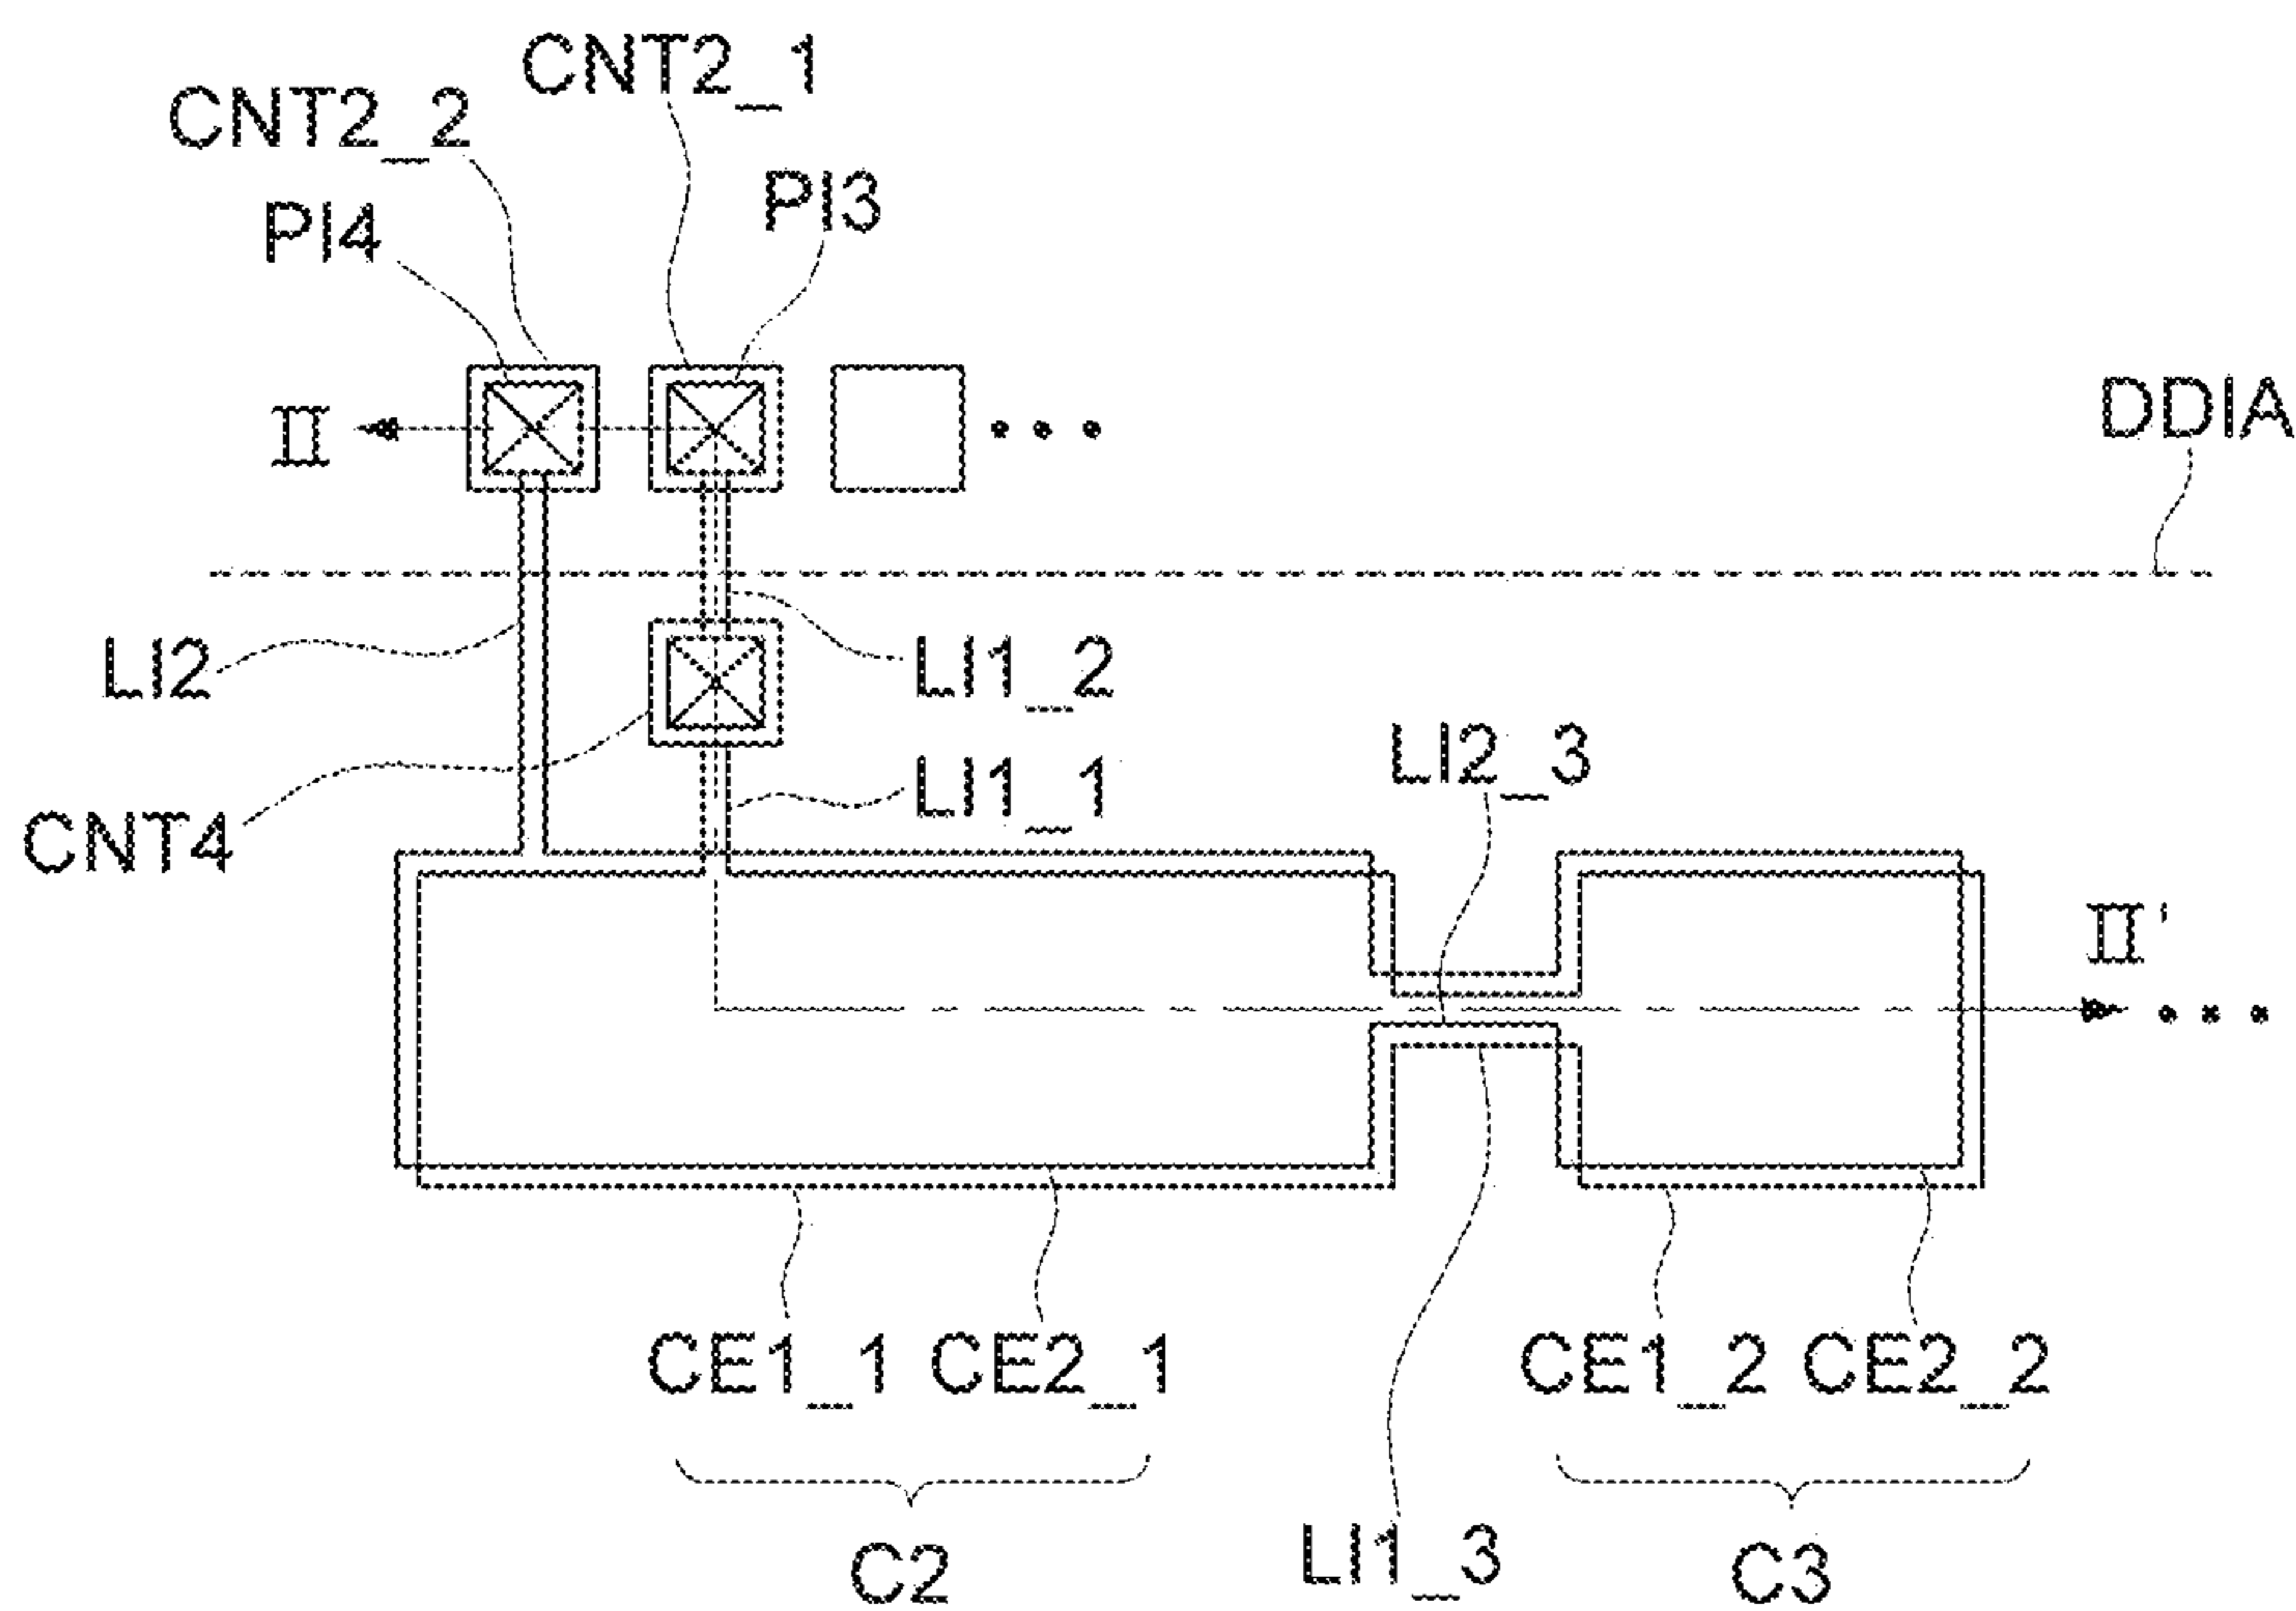 CNT2_1
CNT2_2
PI3
PI4
II
DDIA
LI2
LI1_2
LI2_3
LI1_1
CNT4
II'
CE1_1 CE2_1
CE1_2 CE2_2
C2
LI1_3
C3